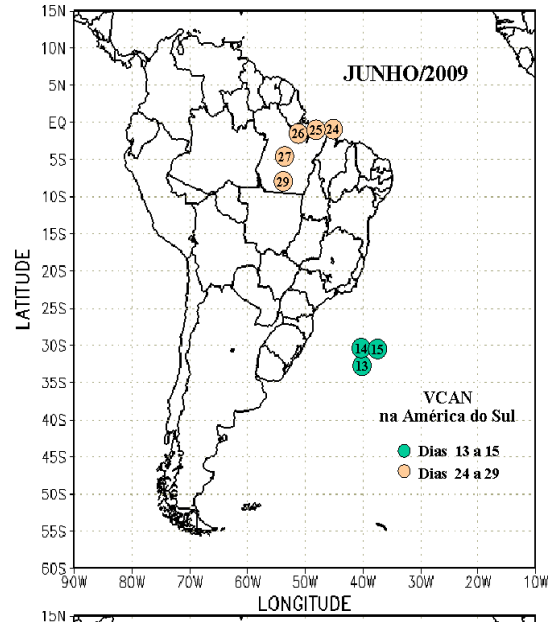 15N
JUNHO/2009
10N
5N
EQ
26 25 24
27
5S
29
10S
15S
20S
25S
30S
14 15
13
35S
40S
45S
50S
55S
60S
LATITUDE
VCAN
na América do Sul
Dias 13 a 15
Dias 24 a 29
90W 80W 70W 60W 50W 40W 30W 20W 10W
LONGITUDE
15N